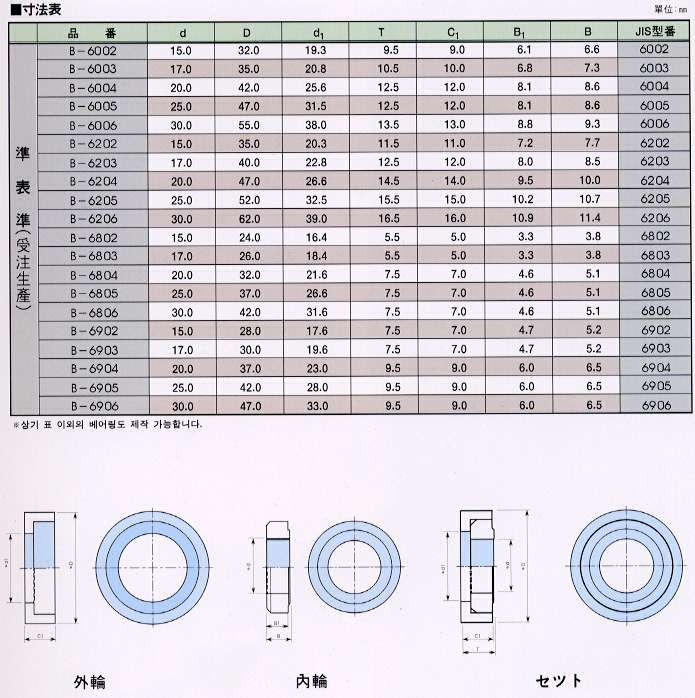 ■寸法表
單位:㎜
品 番 d D d1 T C1 B1 B JIS型番
B-6002 15.0 32.0 19.3 9.5 9.0 6.1 6.6 6002
B-6003 17.0 35.0 20.8 10.5 10.0 6.8 7.3 6003
B-6004 20.0 42.0 25.6 12.5 12.0 8.1 8.6 6004
B-6005 25.0 47.0 31.5 12.5 12.0 8.1 8.6 6005
B-6006 30.0 55.0 38.0 13.5 13.0 8.8 9.3 6006
B-6202 15.0 35.0 20.3 11.5 11.0 7.2 7.7 6202
B-6203 17.0 40.0 22.8 12.5 12.0 8.0 8.5 6203
B-6204 20.0 47.0 26.6 14.5 14.0 9.5 10.0 6204
B-6205 25.0 52.0 32.5 15.5 15.0 10.2 10.7 6205
B-6206 30.0 62.0 39.0 16.5 16.0 10.9 11.4 6206
B-6802 15.0 24.0 16.4 5.5 5.0 3.3 3.8 6802
B-6803 17.0 26.0 18.4 5.5 5.0 3.3 3.8 6803
B-6804 20.0 32.0 21.6 7.5 7.0 4.6 5.1 6804
B-6805 25.0 37.0 26.6 7.5 7.0 4.6 5.1 6805
B-6806 30.0 42.0 31.6 7.5 7.0 4.6 5.1 6806
B-6902 15.0 28.0 17.6 7.5 7.0 4.7 5.2 6902
B-6903 17.0 30.0 19.6 7.5 7.0 4.7 5.2 6903
B-6904 20.0 37.0 23.0 9.5 9.0 6.0 6.5 6904
B-6905 25.0 42.0 28.0 9.5 9.0 6.0 6.5 6905
B-6906 30.0 47.0 33.0 9.5 9.0 6.0 6.5 6906
準表準(受注生産)
※상기 표 이외의 베어링도 제작 가능합니다.
C1
B1
B
C1
T
外輪 內輪 セツト